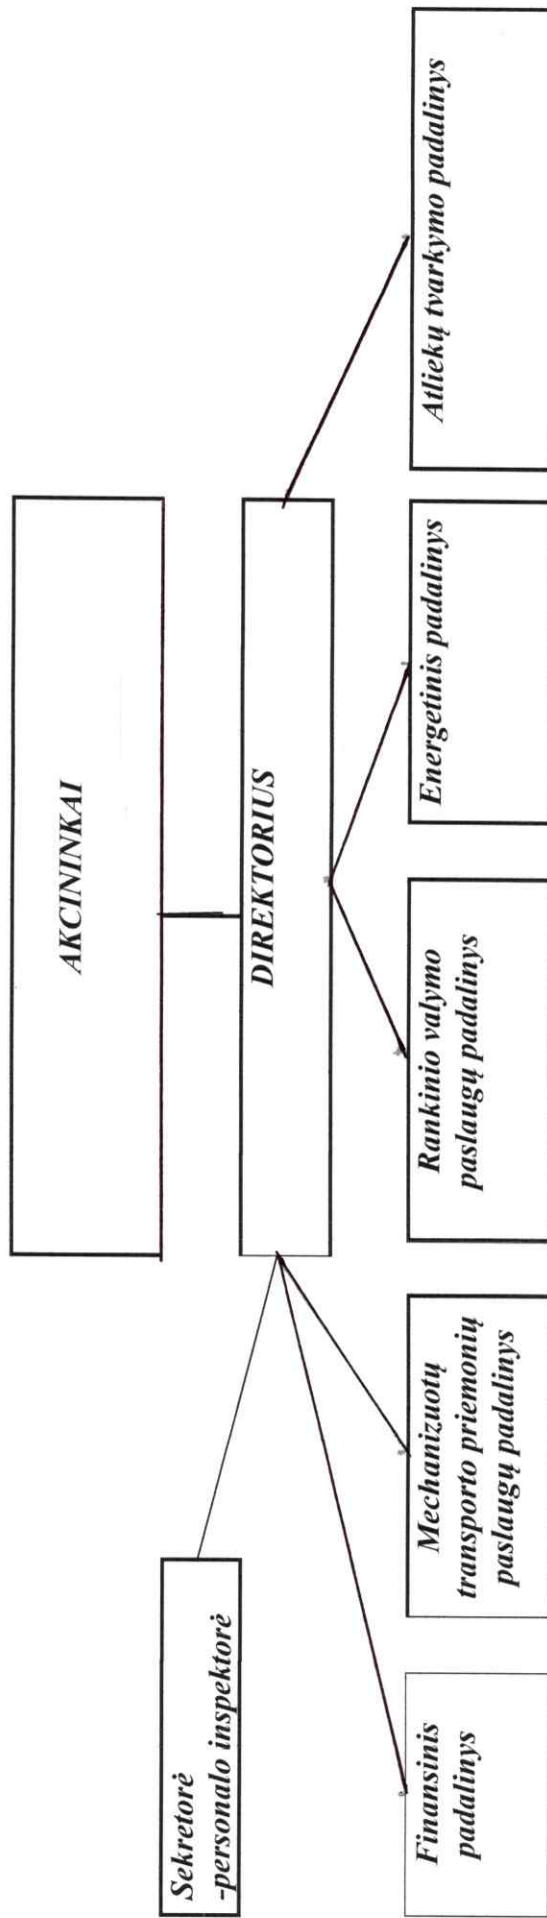 AKCININKAI
DIREKTORIUS
Sekretorė
-personalo inspektorė
Finansinis
padalinys
Mechanizuotų
transporto priemonių
paslaugų padalinys
Rankinio valymo
paslaugų padalinys
Energetinis padalinys
Atliekų tvarkymo padalinys